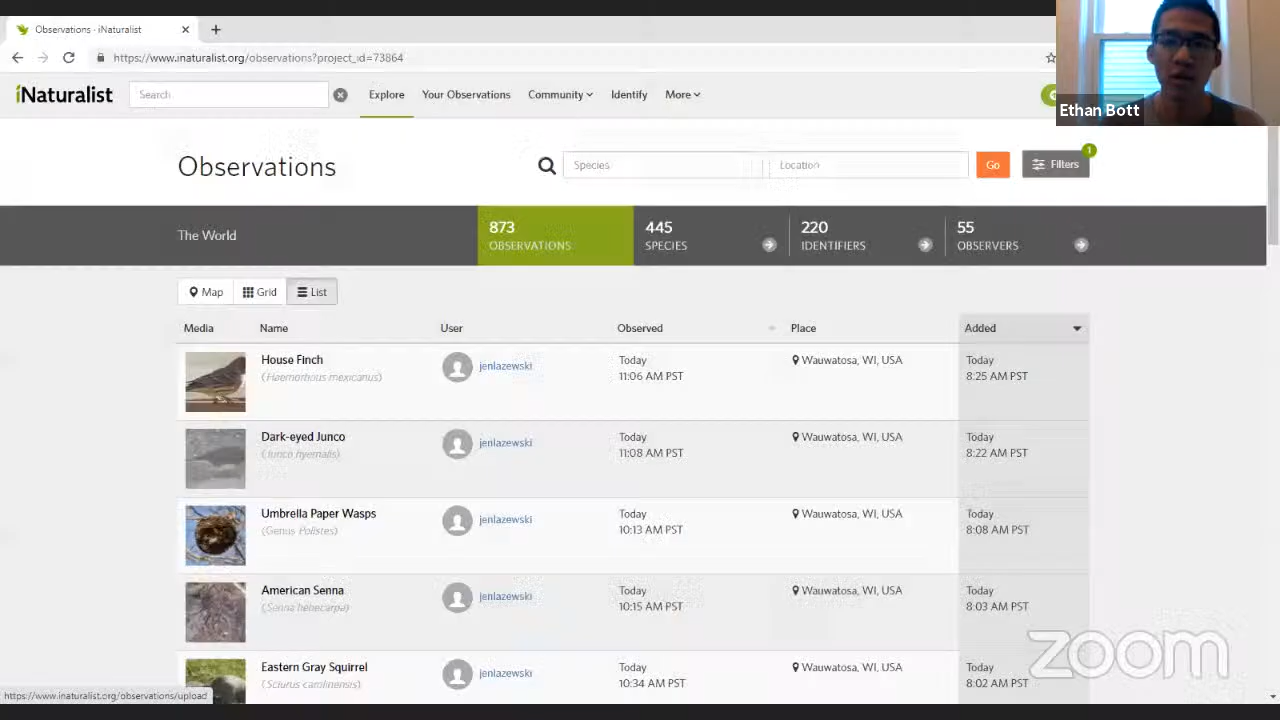 Observations · iNaturalist
https://www.inaturalist.org/observations?project_id=73864
iNaturalist
Search
Explore
Your Observations
Community
Identify
More
Ethan Bott
Observations
Species
Location
Go
Filters
1
The World
873
OBSERVATIONS
445
SPECIES
220
IDENTIFIERS
55
OBSERVERS
Map
Grid
List
Media
Name
User
Observed
Place
Added
House Finch
(Haemorhous mexicanus)
jenlazewski
Today
11:06 AM PST
Wauwatosa, WI, USA
Today
8:25 AM PST
Dark-eyed Junco
(Junco hyemalis)
jenlazewski
Today
11:08 AM PST
Wauwatosa, WI, USA
Today
8:22 AM PST
Umbrella Paper Wasps
(Genus Polistes)
jenlazewski
Today
10:13 AM PST
Wauwatosa, WI, USA
Today
8:08 AM PST
American Senna
(Senna hebecarpa)
jenlazewski
Today
10:15 AM PST
Wauwatosa, WI, USA
Today
8:03 AM PST
Eastern Gray Squirrel
(Sciurus carolinensis)
jenlazewski
Today
10:34 AM PST
Wauwatosa, WI, USA
Today
8:02 AM PST
https://www.inaturalist.org/observations/upload
zoom